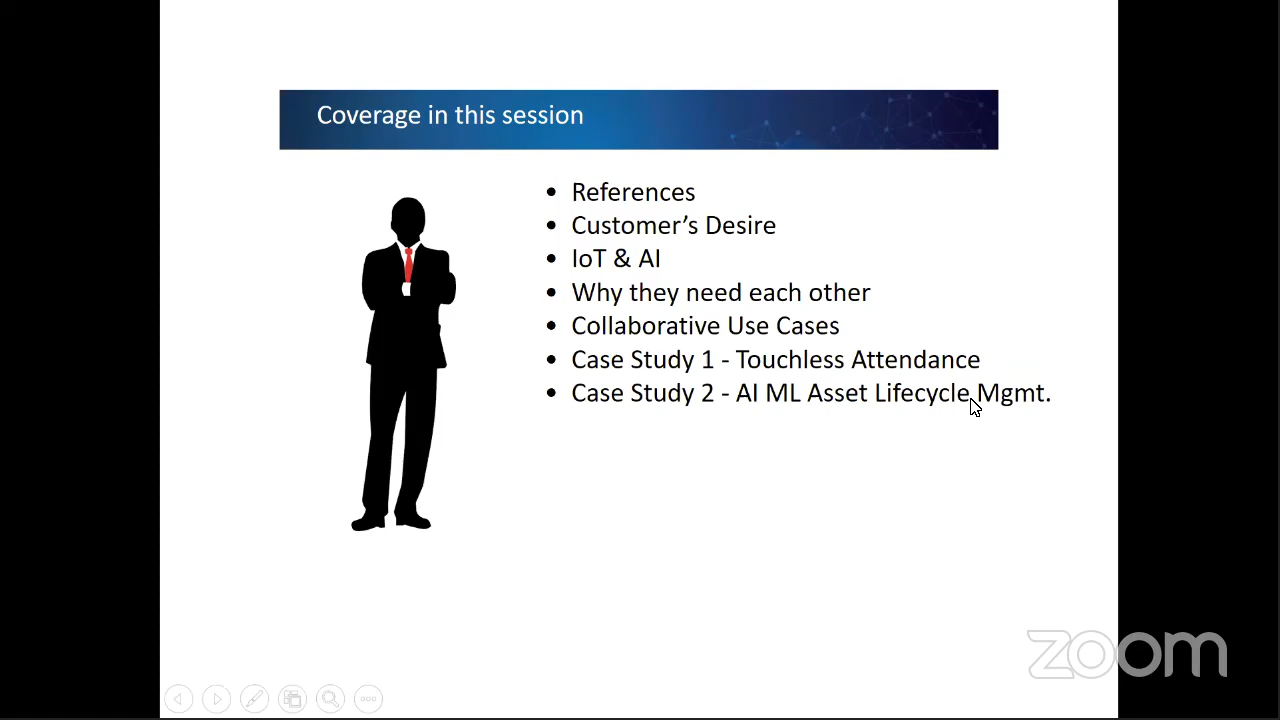 Coverage in this session
• References
• Customer’s Desire
• IoT & AI
• Why they need each other
• Collaborative Use Cases
• Case Study 1 - Touchless Attendance
• Case Study 2 - AI ML Asset Lifecycle Mgmt.
zoom